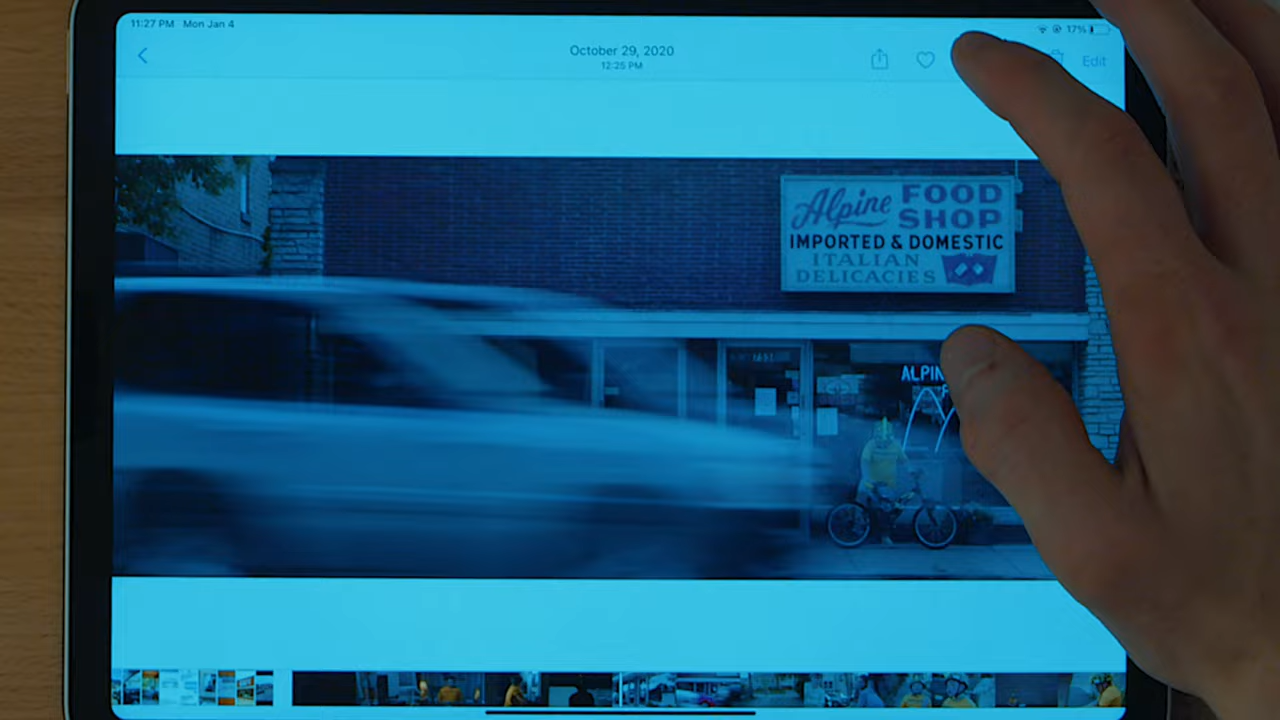 11:27 PM Mon Jan 4
17%
October 29, 2020
12:25 PM
Edit
Alpine FOOD
SHOP
IMPORTED & DOMESTIC
ITALIAN
DELICACIES
ALPIN